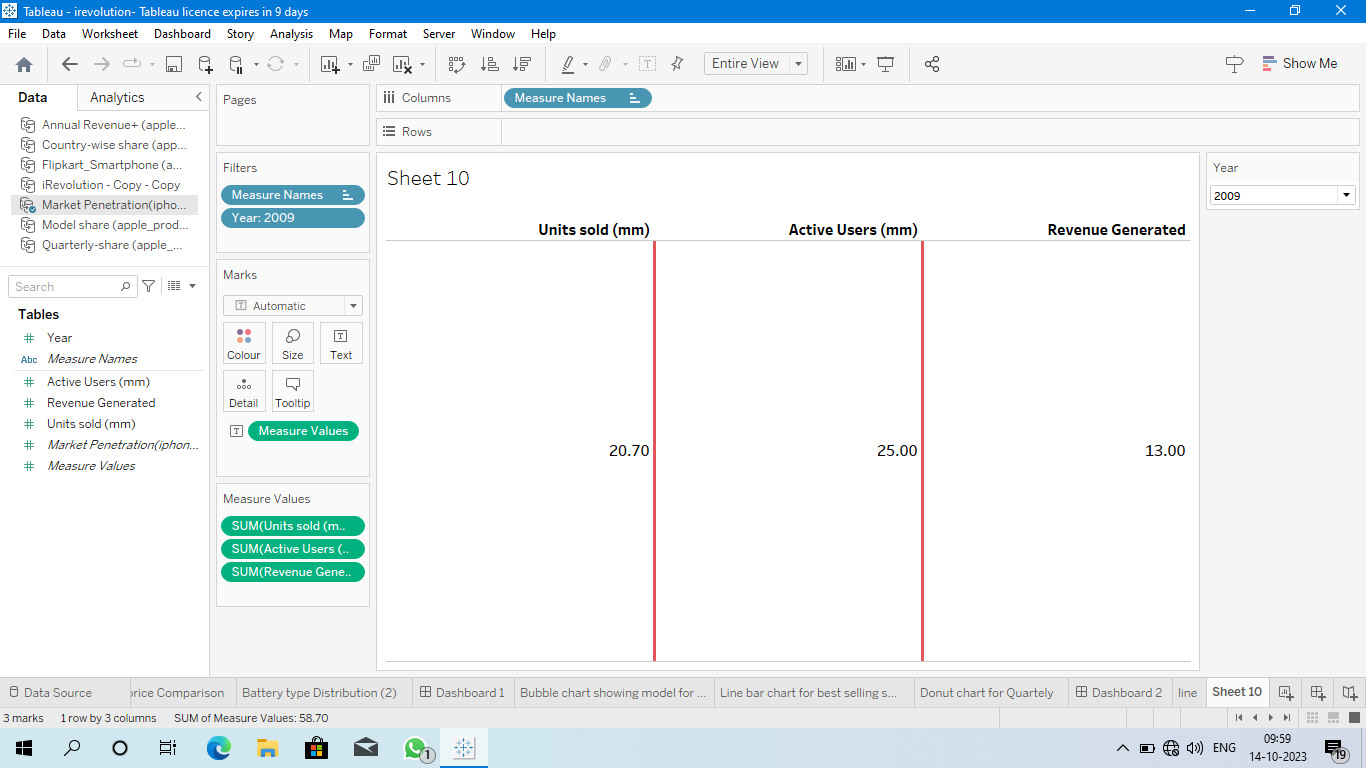 Tableau - irevolution- Tableau licence expires in 9 days
File Data Worksheet Dashboard Story Analysis Map Format Server Window Help
Entire View
Show Me
Data Analytics
Annual Revenue+ (apple...
Country-wise share (app...
Flipkart_Smartphone (a...
iRevolution - Copy - Copy
Market Penetration(ipho...
Model share (apple_prod...
Quarterly-share (apple_...
Search
Tables
Year
Abc Measure Names
Active Users (mm)
Revenue Generated
Units sold (mm)
Market Penetration(iphon...
Measure Values
Pages
Filters
Measure Names
Year: 2009
Marks
Automatic
Colour Size Text
Detail Tooltip
Measure Values
Measure Values
SUM(Units sold (m..
SUM(Active Users (..
SUM(Revenue Gene..
Columns Measure Names
Rows
Sheet 10
Units sold (mm) Active Users (mm) Revenue Generated
20.70 25.00 13.00
Year
2009
Data Source rice Comparison Battery type Distribution (2) Dashboard 1 Bubble chart showing model for ... Line bar chart for best selling s... Donut chart for Quartely Dashboard 2 line Sheet 10
3 marks 1 row by 3 columns SUM of Measure Values: 58.70
1
ENG
09:59
14-10-2023
19